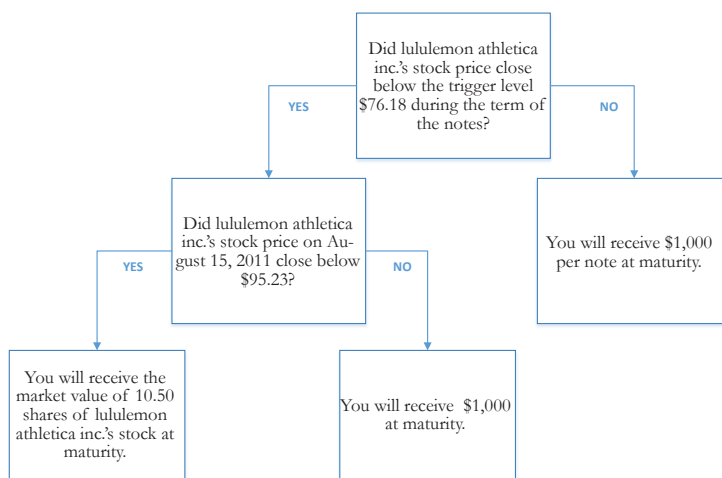 Did lululemon athletica
inc.'s stock price close
below the trigger level
$76.18 during the term of
the notes?
YES
NO
Did lululemon athletica
inc.'s stock price on Au-
gust 15, 2011 close below
$95.23?
You will receive $1,000
per note at maturity.
YES
NO
You will receive the
market value of 10.50
shares of lululemon
athletica inc.'s stock at
maturity.
You will receive $1,000
at maturity.